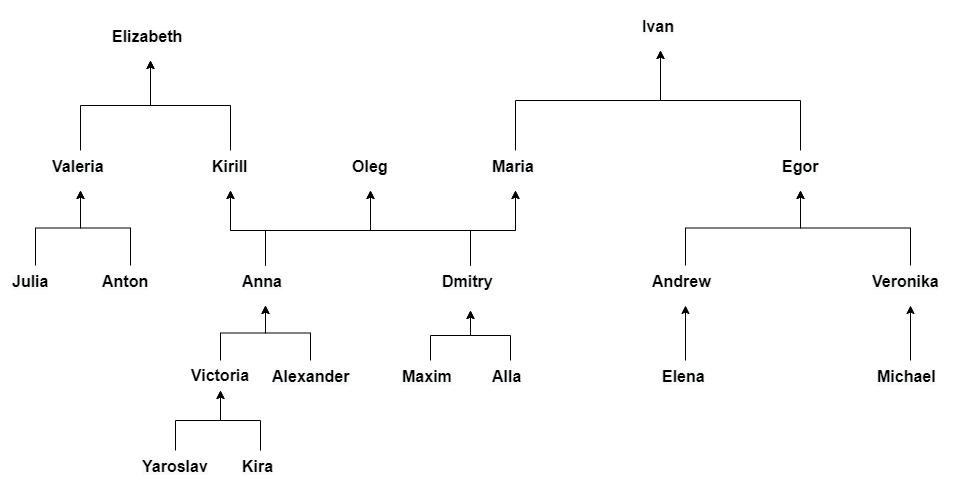 Elizabeth
Ivan
Valeria
Kirill
Oleg
Maria
Egor
Julia
Anton
Anna
Dmitry
Andrew
Veronika
Victoria
Alexander
Maxim
Alla
Elena
Michael
Yaroslav
Kira